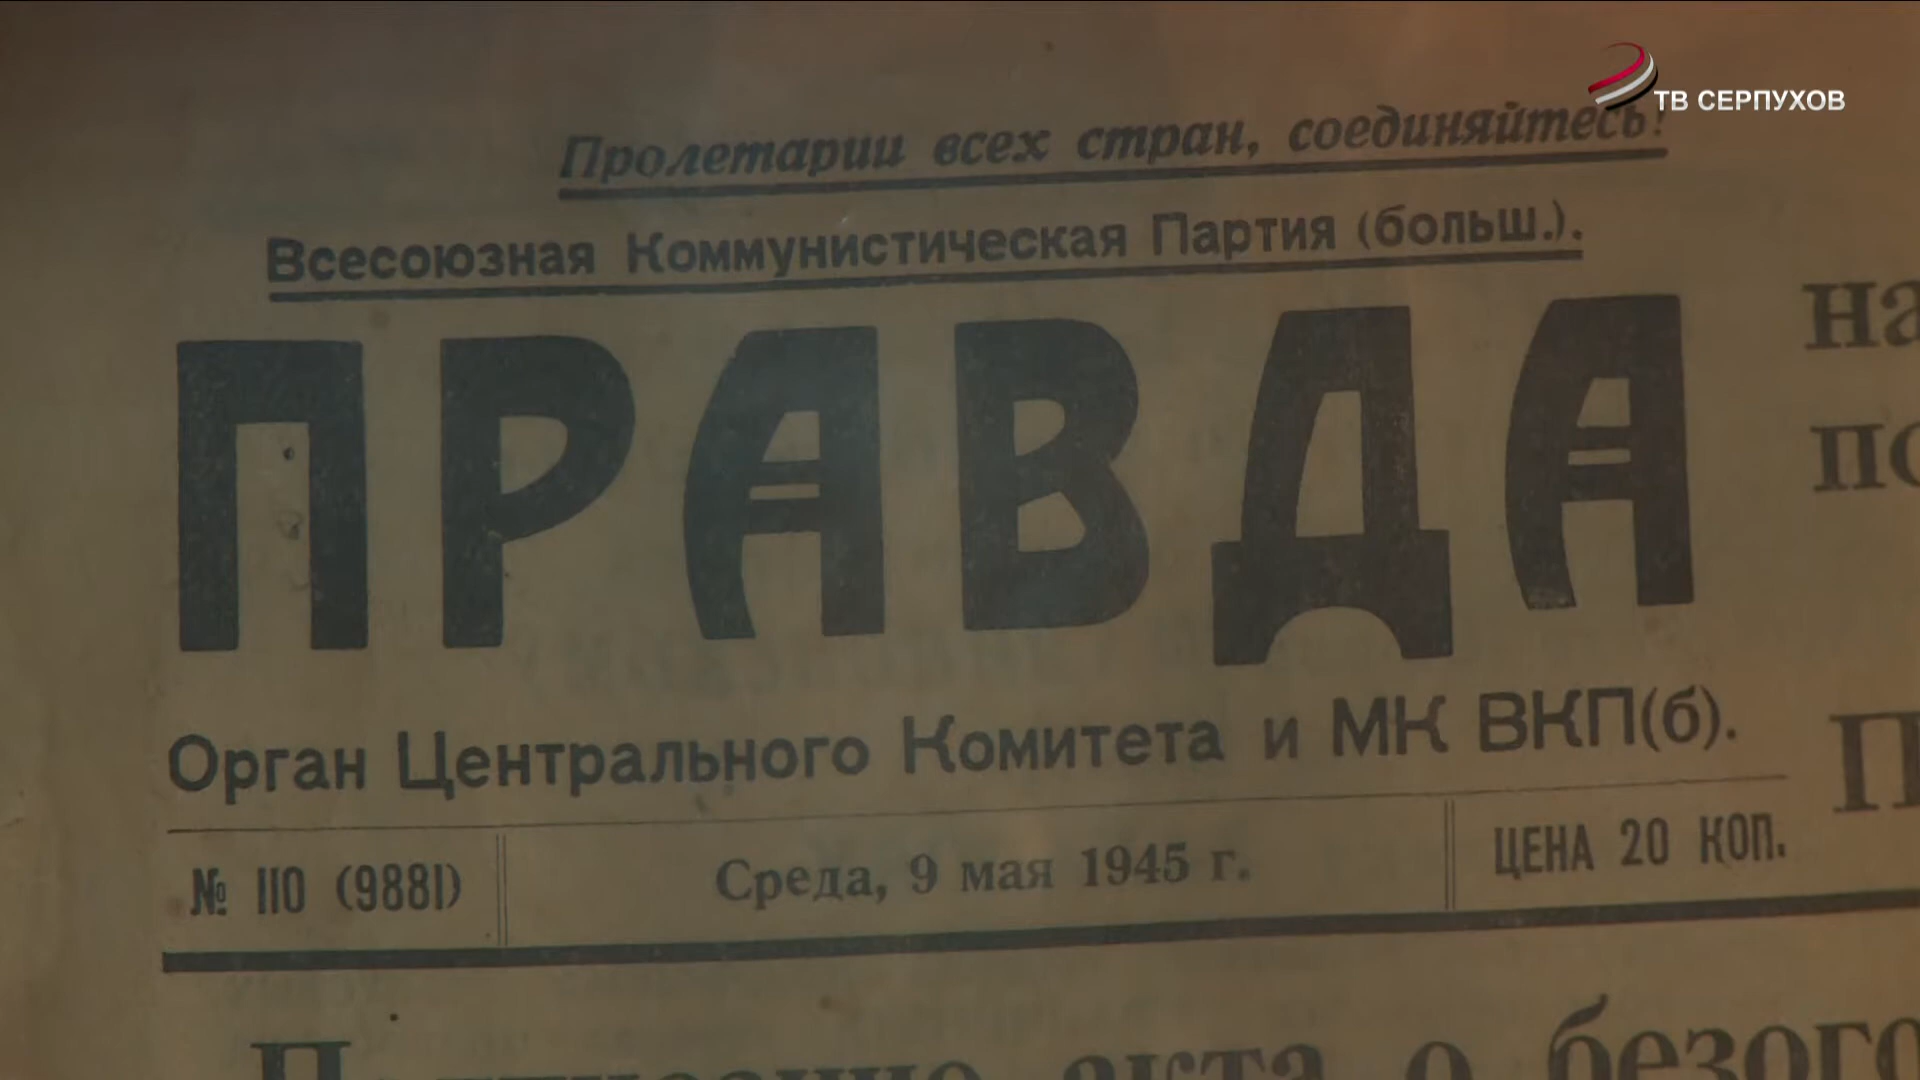 ТВ СЕРПУХОВ
Пролетарии всех стран, соединяйтесь!
Всесоюзная Коммунистическая Партия (больш.).
ПРАВДА
Орган Центрального Комитета и МК ВКП(б).
№ 110 (9881)
Среда, 9 мая 1945 г.
ЦЕНА 20 КОП.
акта о